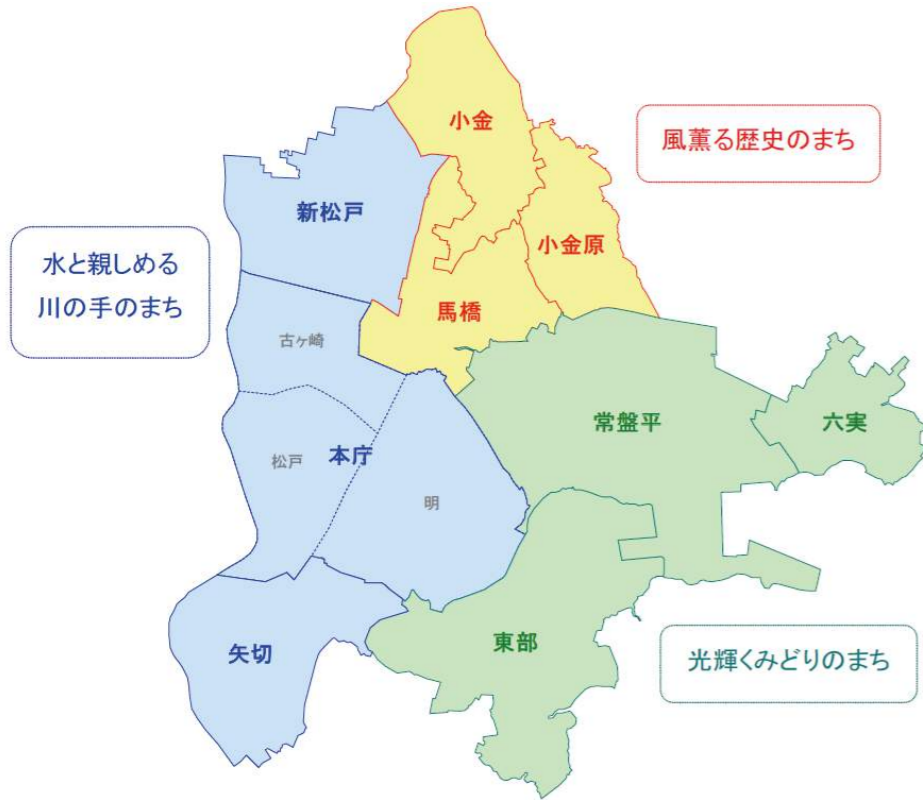 小金
風薫る歴史のまち
新松戸
小金原
水と親しめる
川の手のまち
馬橋
古ヶ崎
常盤平
六実
本庁
松戸
明
東部
矢切
光輝くみどりのまち